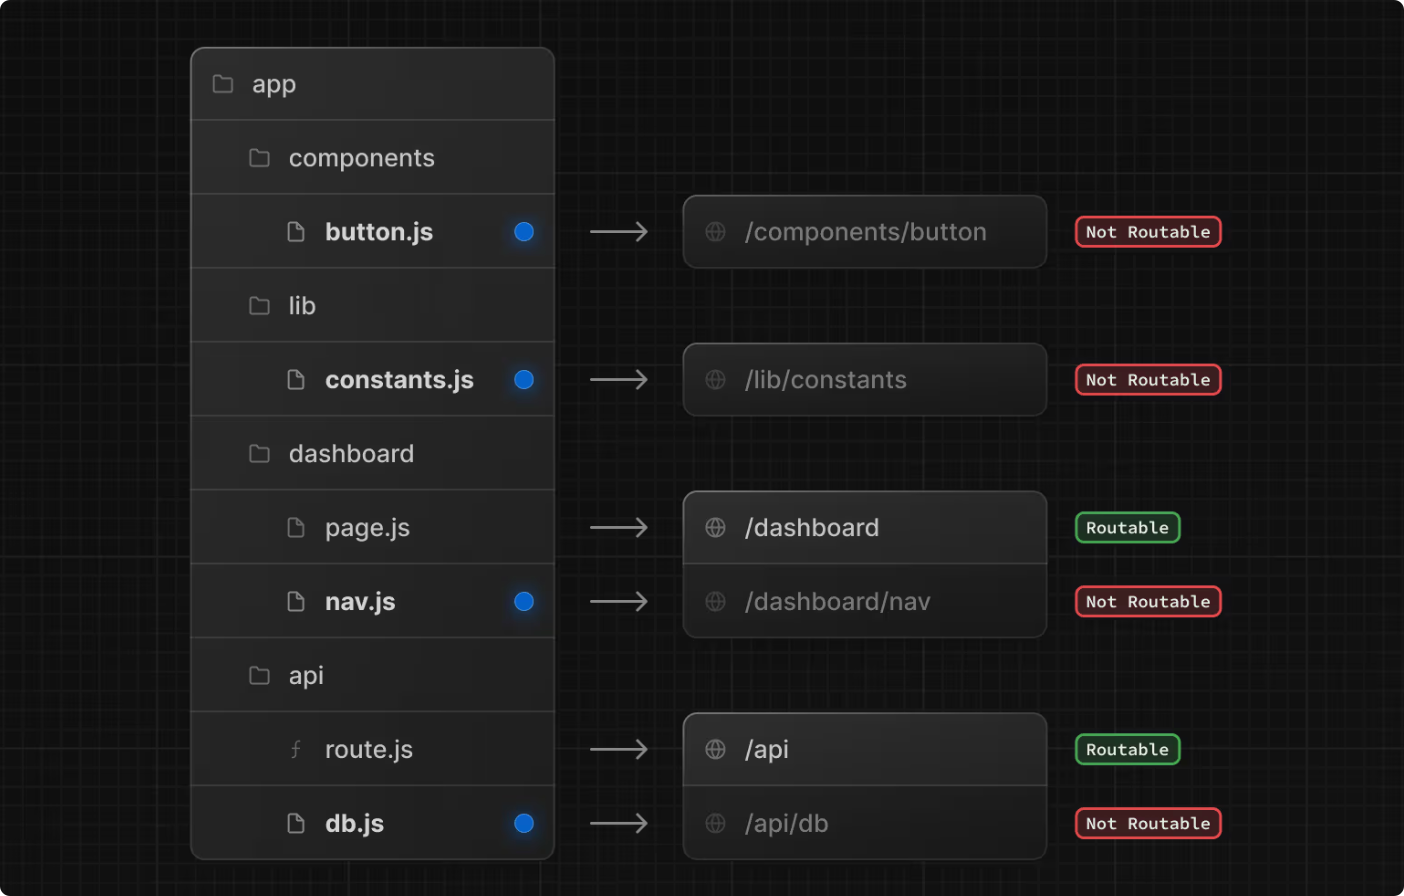 app
components
button.js
/components/button
Not Routable
lib
constants.js
/lib/constants
Not Routable
dashboard
page.js
/dashboard
Routable
nav.js
/dashboard/nav
Not Routable
api
route.js
/api
Routable
db.js
/api/db
Not Routable